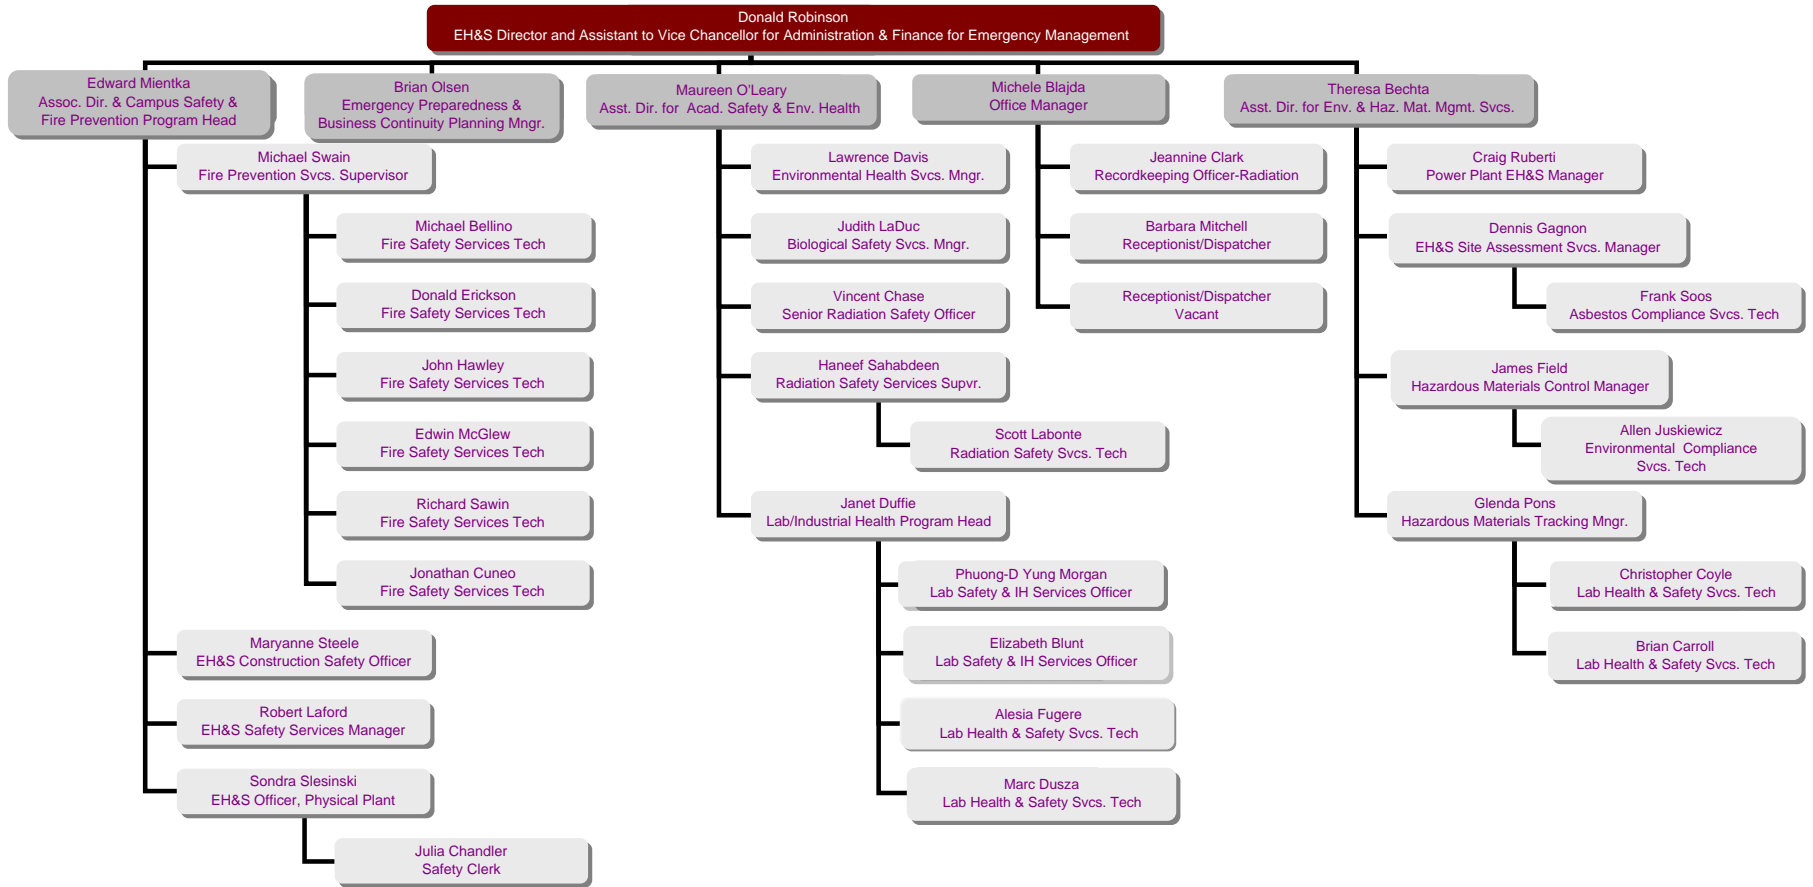 Donald Robinson
EH&S Director and Assistant to Vice Chancellor for Administration & Finance for Emergency Management
Edward Mientka
Assoc. Dir. & Campus Safety &
Fire Prevention Program Head
Brian Olsen
Emergency Preparedness &
Business Continuity Planning Mngr.
Maureen O'Leary
Asst. Dir. for Acad. Safety & Env. Health
Michele Blajda
Office Manager
Theresa Bechta
Asst. Dir. for Env. & Haz. Mat. Mgmt. Svcs.
Michael Swain
Fire Prevention Svcs. Supervisor
Michael Bellino
Fire Safety Services Tech
Donald Erickson
Fire Safety Services Tech
John Hawley
Fire Safety Services Tech
Edwin McGlew
Fire Safety Services Tech
Richard Sawin
Fire Safety Services Tech
Jonathan Cuneo
Fire Safety Services Tech
Maryanne Steele
EH&S Construction Safety Officer
Robert Laford
EH&S Safety Services Manager
Sondra Slesinski
EH&S Officer, Physical Plant
Julia Chandler
Safety Clerk
Lawrence Davis
Environmental Health Svcs. Mngr.
Judith LaDuc
Biological Safety Svcs. Mngr.
Vincent Chase
Senior Radiation Safety Officer
Haneef Sahabdeen
Radiation Safety Services Supvr.
Scott Labonte
Radiation Safety Svcs. Tech
Janet Duffie
Lab/Industrial Health Program Head
Phuong-D Yung Morgan
Lab Safety & IH Services Officer
Elizabeth Blunt
Lab Safety & IH Services Officer
Alesia Fugere
Lab Health & Safety Svcs. Tech
Marc Dusza
Lab Health & Safety Svcs. Tech
Jeannine Clark
Recordkeeping Officer-Radiation
Barbara Mitchell
Receptionist/Dispatcher
Receptionist/Dispatcher
Vacant
Craig Ruberti
Power Plant EH&S Manager
Dennis Gagnon
EH&S Site Assessment Svcs. Manager
Frank Soos
Asbestos Compliance Svcs. Tech
James Field
Hazardous Materials Control Manager
Allen Juskiewicz
Environmental Compliance
Svcs. Tech
Glenda Pons
Hazardous Materials Tracking Mngr.
Christopher Coyle
Lab Health & Safety Svcs. Tech
Brian Carroll
Lab Health & Safety Svcs. Tech